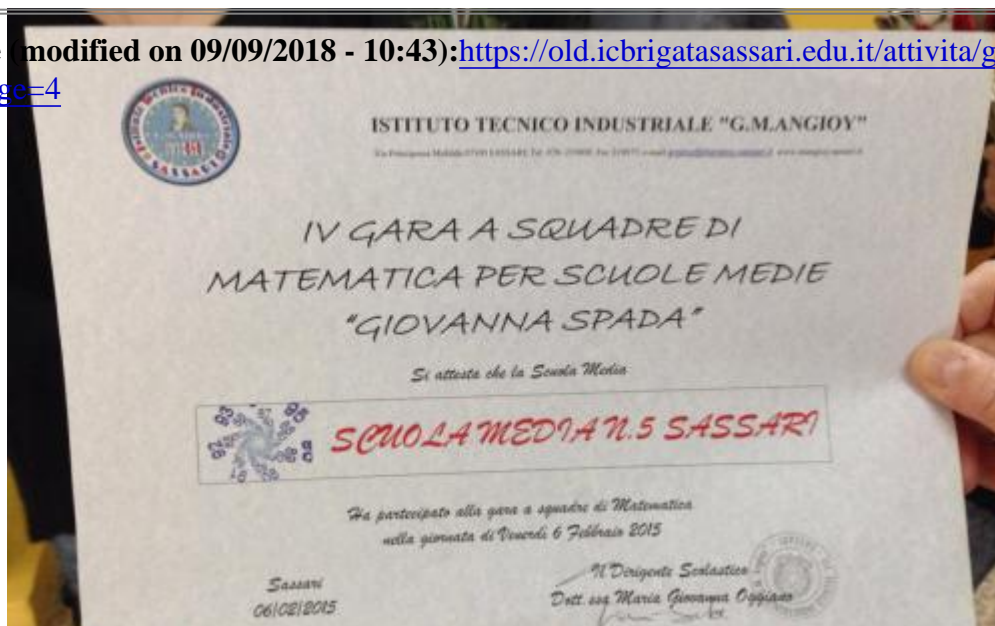 (modified on 09/09/2018 - 10:43):https://old.icbrigatasassari.edu.it/attivita/g
ge=4
ISTITUTO TECNICO INDUSTRIALE "G.M.ANGIOY"
IV GARA A SQUADRE DI
MATEMATICA PER SCUOLE MEDIE
"GIOVANNA SPADA"
Si attesta che la Scuola Media
SCUOLA MEDIA N.5 SASSARI
Ha partecipato alla gara a squadre di Matematica
nella giornata di Venerdì 6 Febbraio 2015
Sassari
06/02/2015
Il Dirigente Scolastico
Dott.ssa Maria Giovanna Oggiano